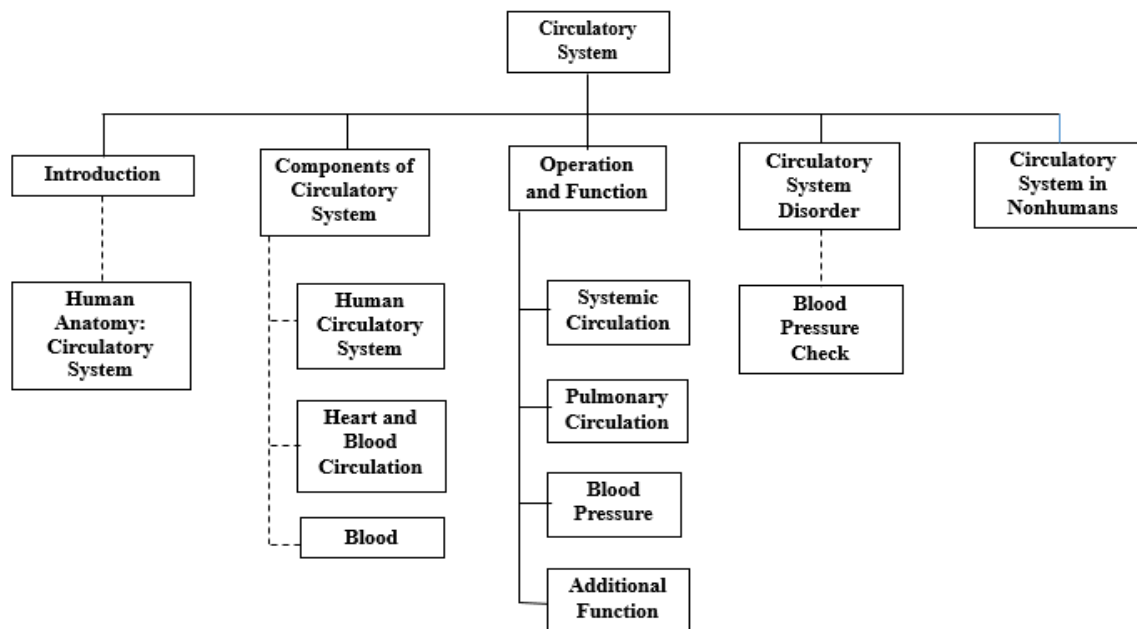 Circulatory
System
Introduction
Components of
Circulatory
System
Operation
and Function
Circulatory
System
Disorder
Circulatory
System in
Nonhumans
Human
Anatomy:
Circulatory
System
Human
Circulatory
System
Heart and
Blood
Circulation
Blood
Systemic
Circulation
Pulmonary
Circulation
Blood
Pressure
Additional
Function
Blood
Pressure
Check